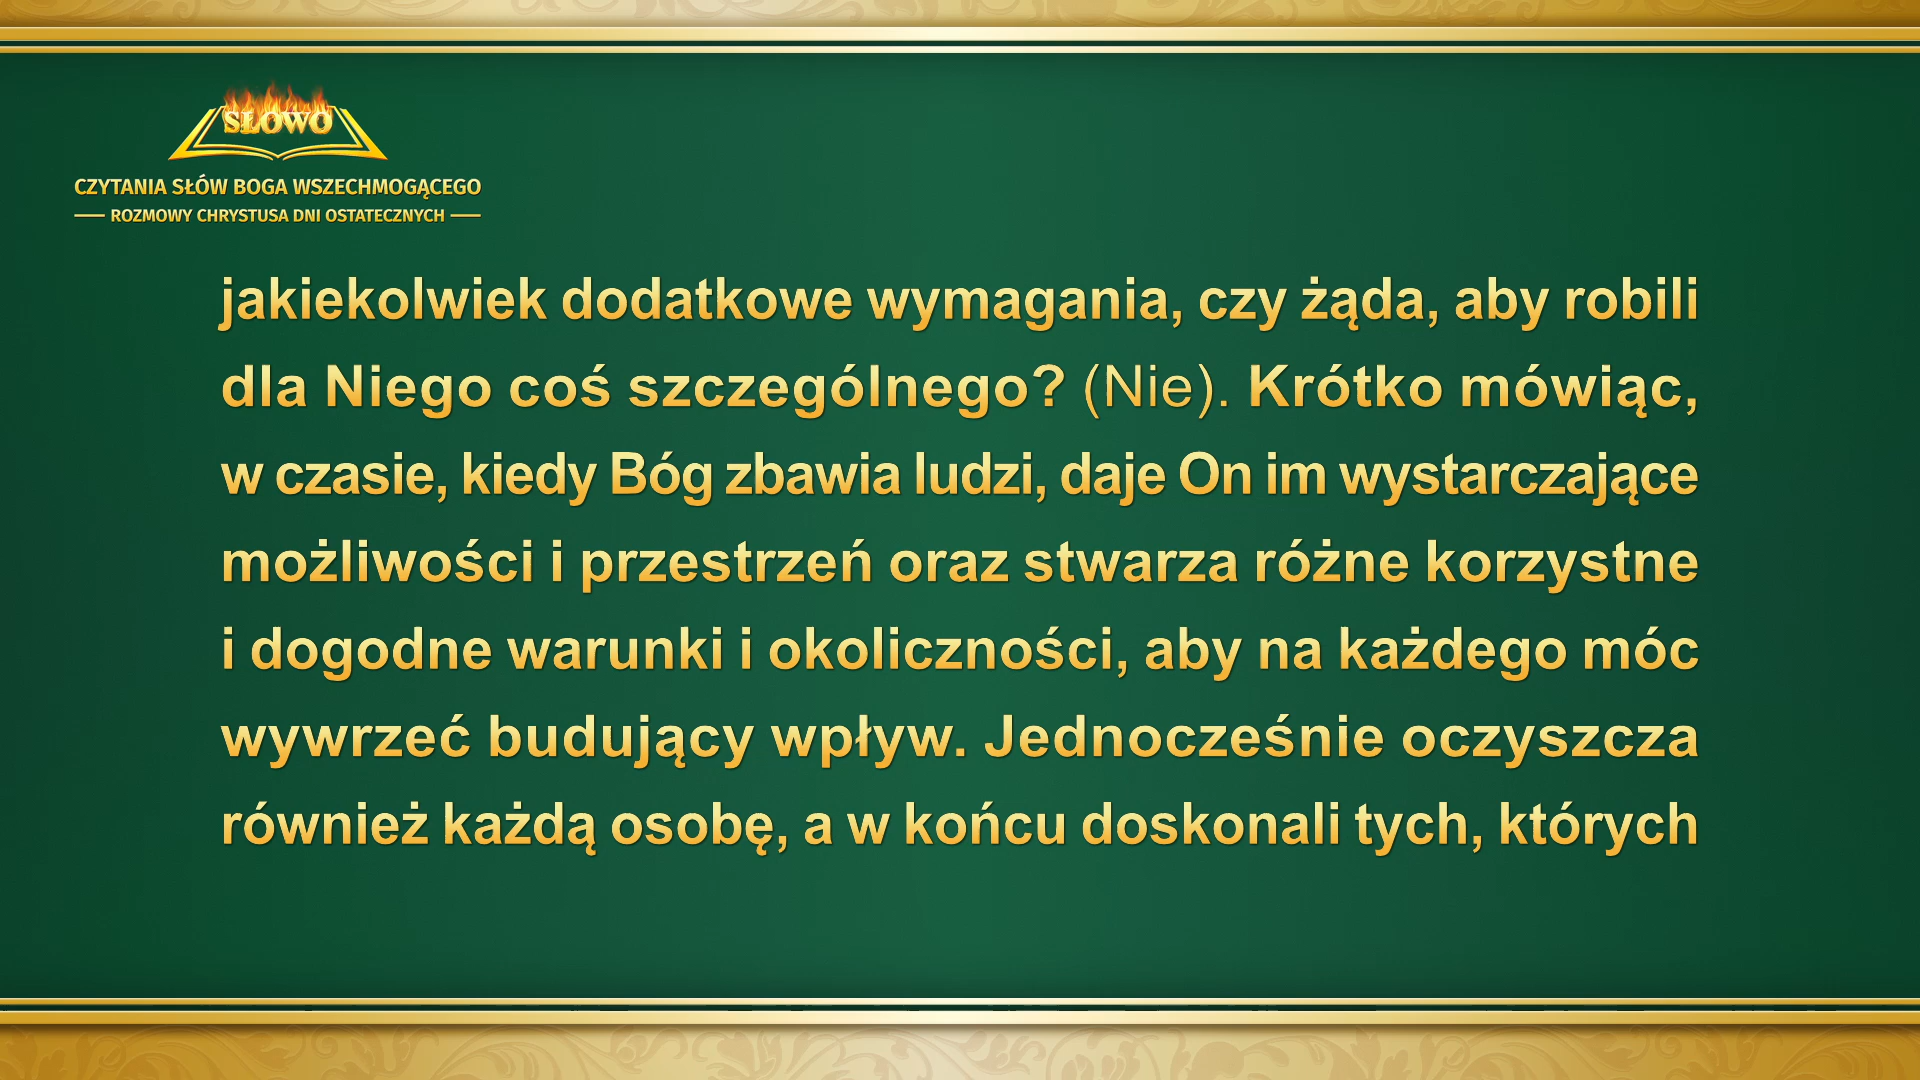 SŁOWO
CZYTANIA SŁÓW BOGA WSZECHMOGĄCEGO
ROZMOWY CHRYSTUSA DNI OSTATECZNYCH
jakiekolwiek dodatkowe wymagania, czy żąda, aby robili
dla Niego coś szczególnego? (Nie). Krótko mówiąc,
w czasie, kiedy Bóg zbawia ludzi, daje On im wystarczające
możliwości i przestrzeń oraz stwarza różne korzystne
i dogodne warunki i okoliczności, aby na każdego móc
wywrzeć budujący wpływ. Jednocześnie oczyszcza
również każdą osobę, a w końcu doskonali tych, których